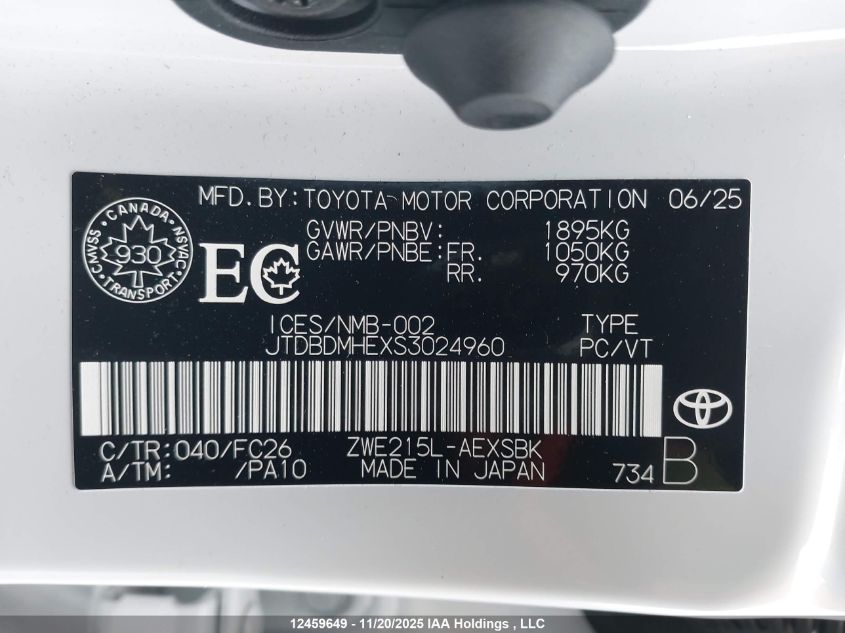 MFD.BY:TOYOTA MOTOR CORPORATION 06/25
CANADA
CMVSS 930 NSVAC
TRANSPORT
EC
GVWR/PNBV: 1895KG
GAWR/PNBE:FR. 1050KG
RR. 970KG
ICES/NMB-002 TYPE
JTDBDMHEXS3024960 PC/VT
C/TR:040/FC26 ZWE215L-AEXSBK
A/TM: /PA10 MADE IN JAPAN 734 B
12459649 - 11/20/2025 IAA Holdings , LLC